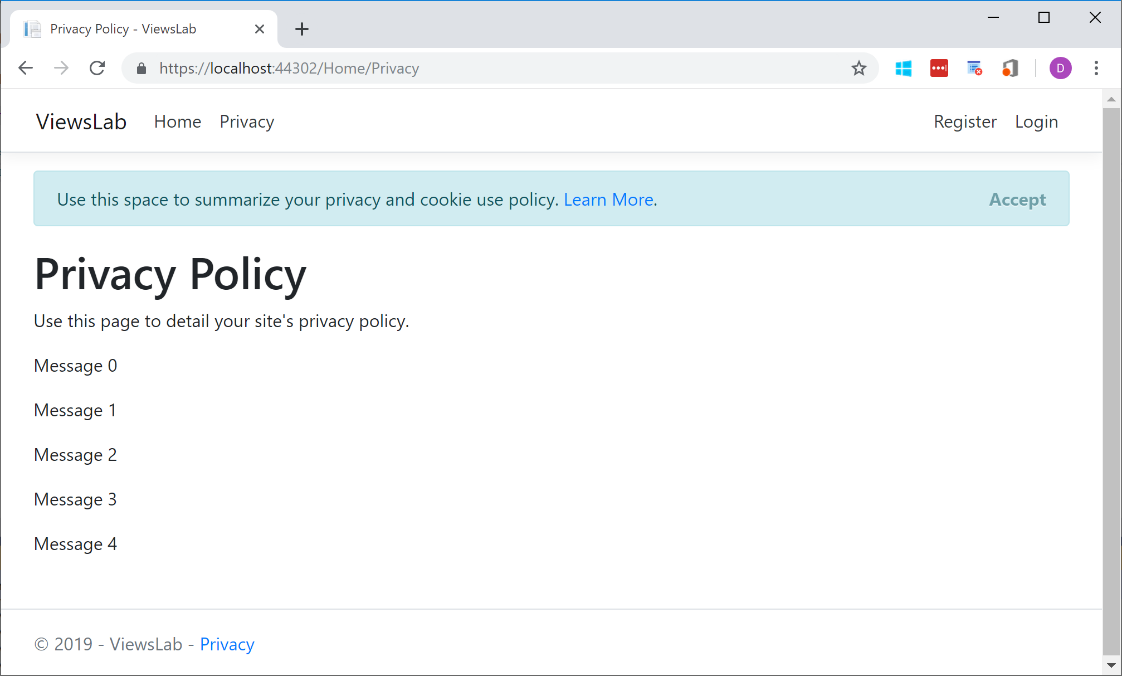 Privacy Policy - ViewsLab
https://localhost:44302/Home/Privacy
D
ViewsLab Home Privacy Register Login
Use this space to summarize your privacy and cookie use policy. Learn More. Accept
Privacy Policy
Use this page to detail your site's privacy policy.
Message 0
Message 1
Message 2
Message 3
Message 4
© 2019 - ViewsLab - Privacy